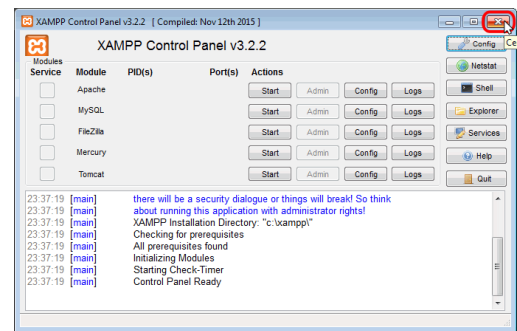 XAMPP Control Panel v3.2.2 [ Compiled: Nov 12th 2015 ]
XAMPP Control Panel v3.2.2
Config
Ce
Modules
Service Module PID(s) Port(s) Actions
Netstat
Apache Start Admin Config Logs
Shell
MySQL Start Admin Config Logs
Explorer
FileZilla Start Admin Config Logs
Services
Mercury Start Admin Config Logs
Help
Tomcat Start Admin Config Logs
Quit
23:37:19 [main] there will be a security dialogue or things will break! So think
23:37:19 [main] about running this application with administrator rights!
23:37:19 [main] XAMPP Installation Directory: "c:\xampp\"
23:37:19 [main] Checking for prerequisites
23:37:19 [main] All prerequisites found
23:37:19 [main] Initializing Modules
23:37:19 [main] Starting Check-Timer
23:37:19 [main] Control Panel Ready